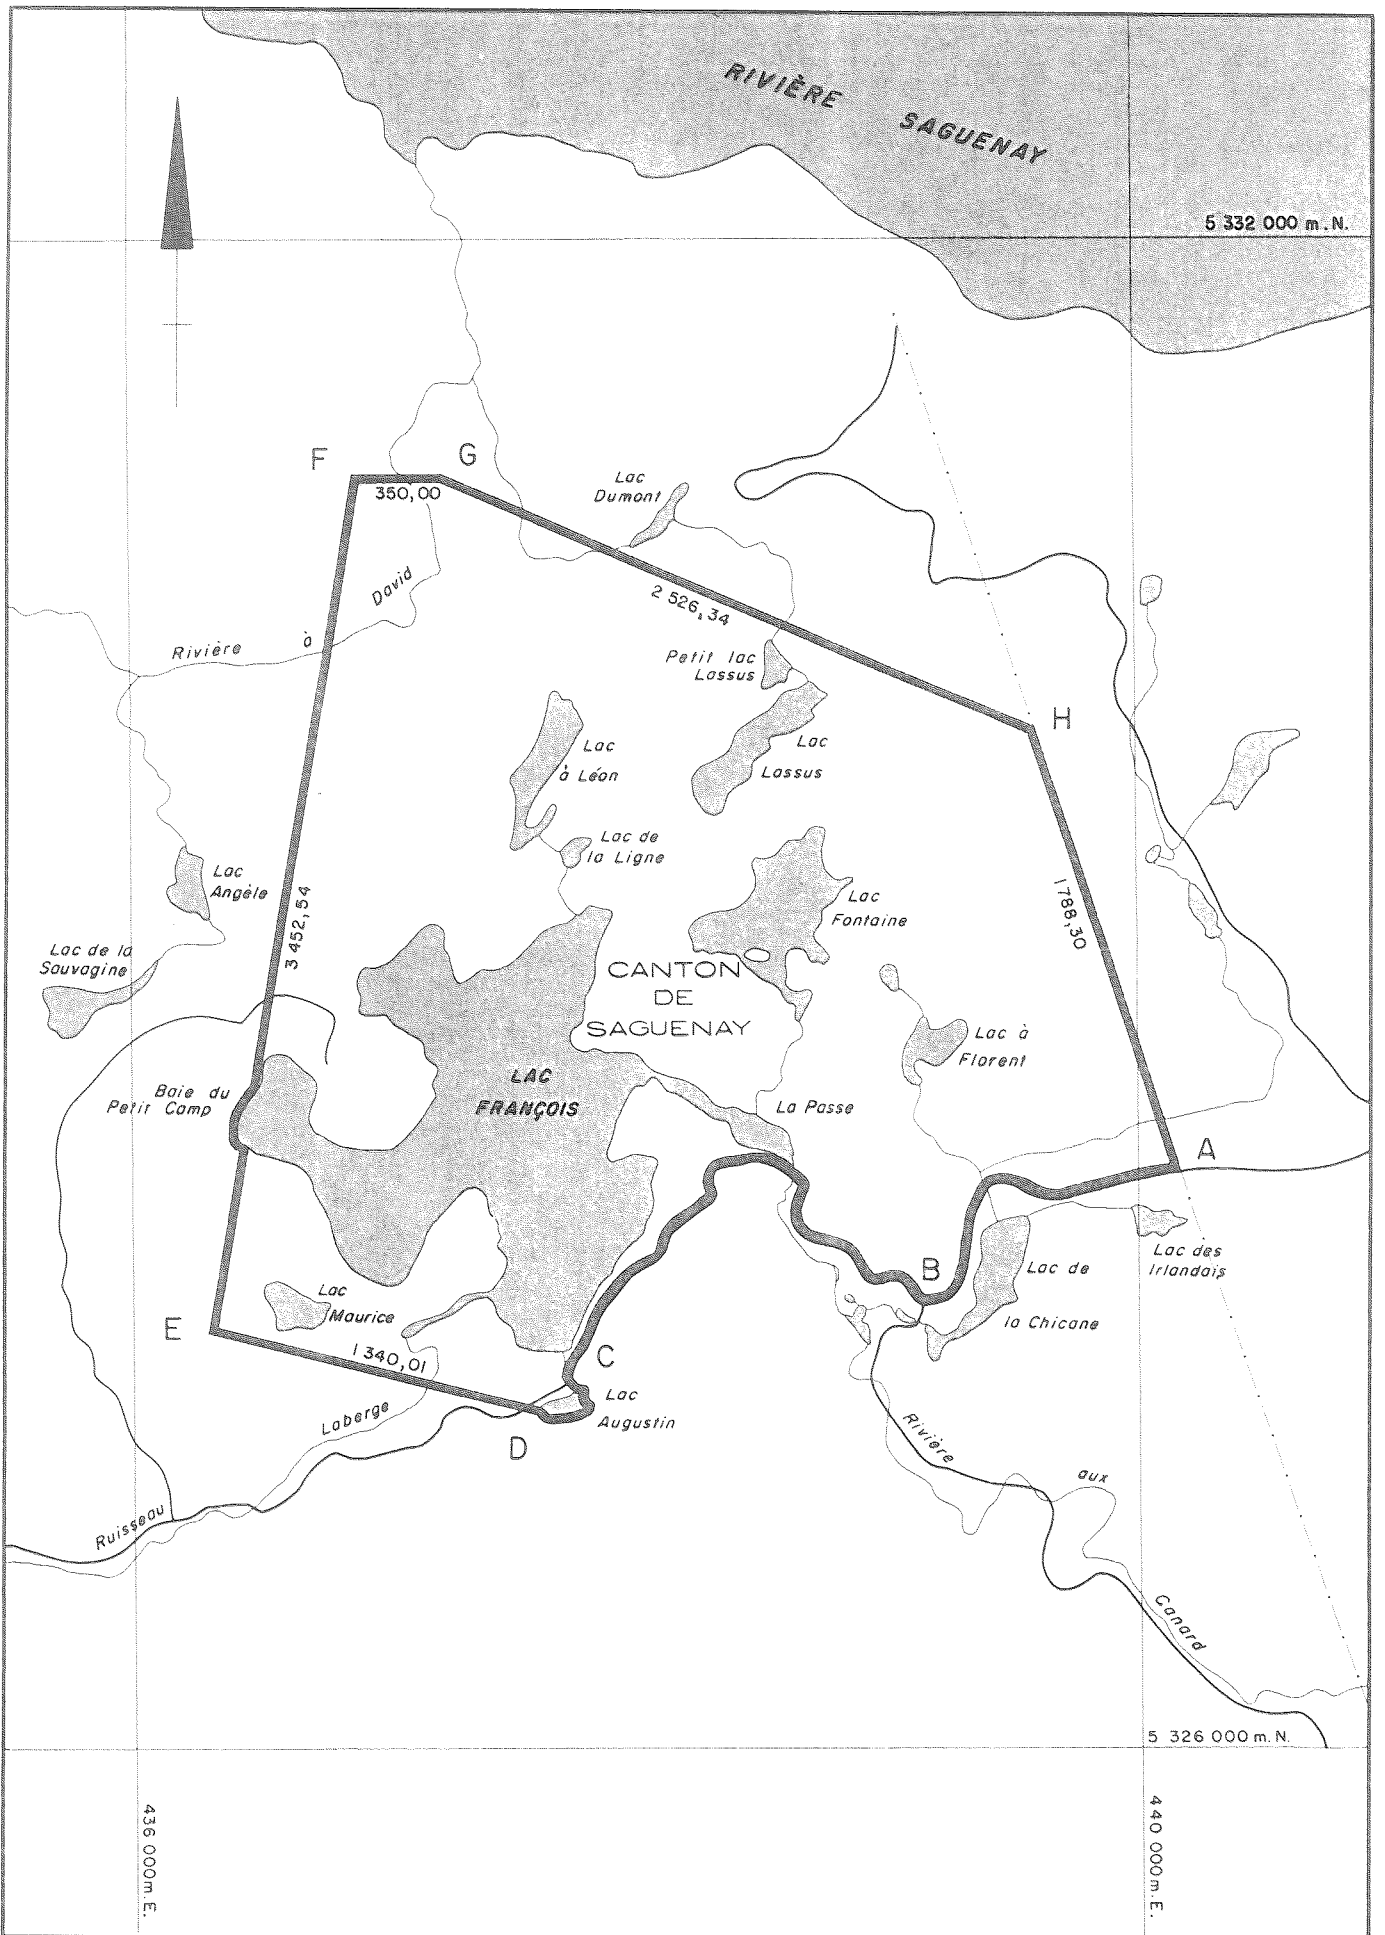 RIVIÈRE
SAGUENAY
5 332 000 m. N.
F
G
350,00
Lac
Dumont
David
à
Rivière
2 526,34
Petit lac
Lassus
H
Lac
à Léon
Lac
Lassus
Lac de
la Ligne
Lac
Angèle
Lac
Fontaine
1788,30
3 452,54
Lac de la
Sauvagine
CANTON
DE
SAGUENAY
Lac à
Florent
LAC
FRANÇOIS
Baie du
Petit Camp
La Passe
A
Lac des
Irlandais
B
Lac de
la Chicane
Lac
Maurice
E
1 340,01
C
Lac
Augustin
D
Laberge
Ruisseau
Rivière
aux
Canard
5 326 000 m. N.
436 000m. E.
440 000m. E.